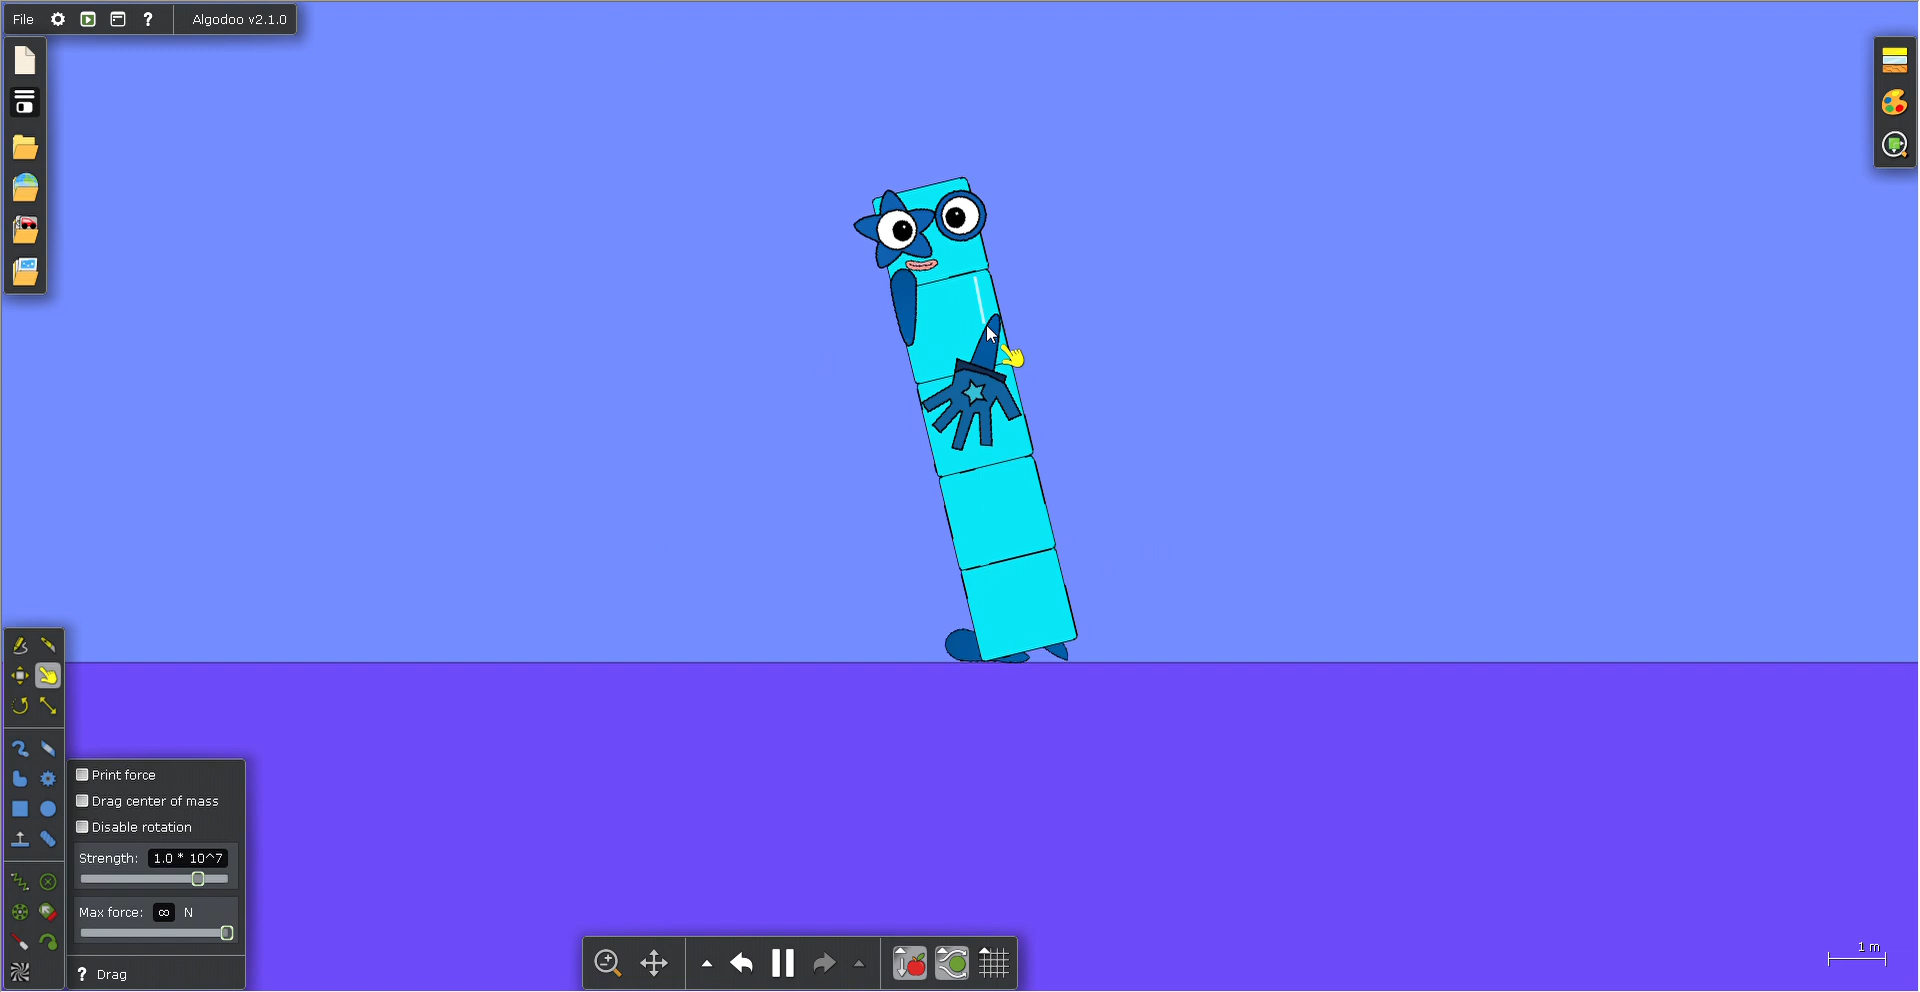 File ? Algodoo v2.1.0
Print force
Drag center of mass
Disable rotation
Strength: 1.0 * 10^7
Max force: ∞ N
? Drag
1 m